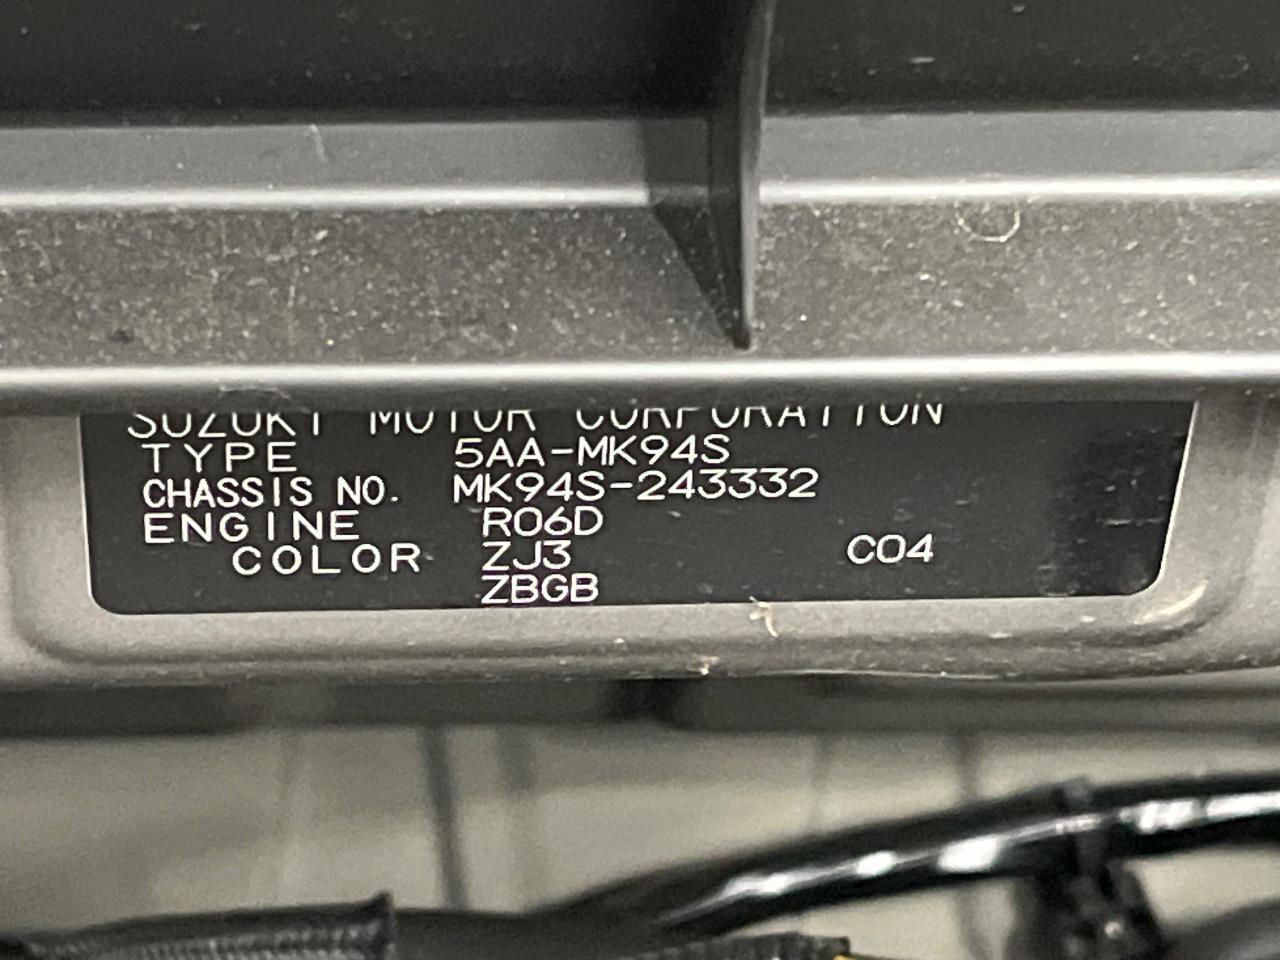 SUZUKI MOTOR CORPORATION
TYPE 5AA-MK94S
CHASSIS NO. MK94S-243332
ENGINE R06D
COLOR ZJ3 C04
ZBGB